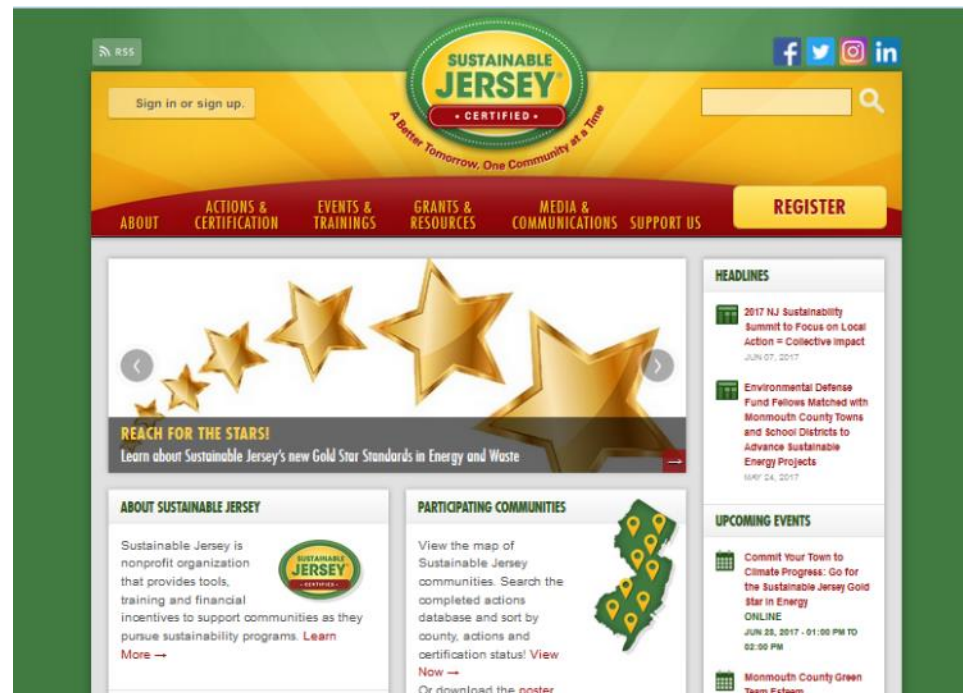 RSS
SUSTAINABLE
JERSEY®
• CERTIFIED •
A Better Tomorrow, One Community at a Time
Sign in or sign up.
ABOUT
ACTIONS &
CERTIFICATION
EVENTS &
TRAININGS
GRANTS &
RESOURCES
MEDIA &
COMMUNICATIONS
SUPPORT US
REGISTER
REACH FOR THE STARS!
Learn about Sustainable Jersey's new Gold Star Standards in Energy and Waste
→
ABOUT SUSTAINABLE JERSEY
Sustainable Jersey is
nonprofit organization
that provides tools,
training and financial
incentives to support communities as they
pursue sustainability programs. Learn
More →
SUSTAINABLE
JERSEY
• CERTIFIED •
PARTICIPATING COMMUNITIES
View the map of
Sustainable Jersey
communities. Search the
completed actions
database and sort by
county, actions and
certification status! View
Now →
Or download the poster
HEADLINES
2017 NJ Sustainability
Summit to Focus on Local
Action = Collective Impact
JUN 07, 2017
Environmental Defense
Fund Fellows Matched with
Monmouth County Towns
and School Districts to
Advance Sustainable
Energy Projects
MAY 24, 2017
UPCOMING EVENTS
Commit Your Town to
Climate Progress: Go for
the Sustainable Jersey Gold
Star in Energy
ONLINE
JUN 28, 2017 - 01:00 PM TO
02:00 PM
Monmouth County Green
Team Esteem